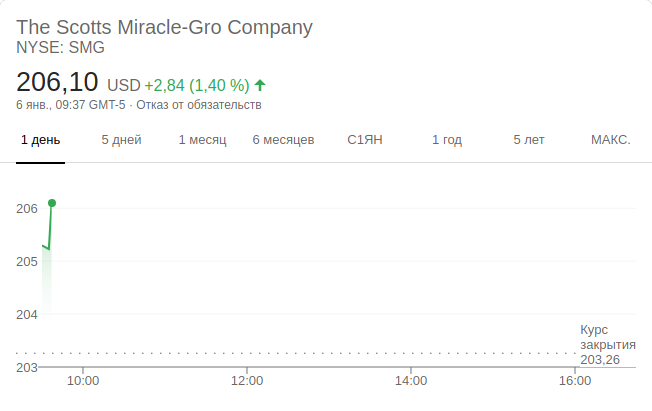 The Scotts Miracle-Gro Company
NYSE: SMG
206,10 USD +2,84 (1,40 %)
6 янв., 09:37 GMT-5 · Отказ от обязательств
1 день 5 дней 1 месяц 6 месяцев С1ЯН 1 год 5 лет МАКС.
206
205
204
203
Курс
закрытия
203,26
10:00 12:00 14:00 16:00